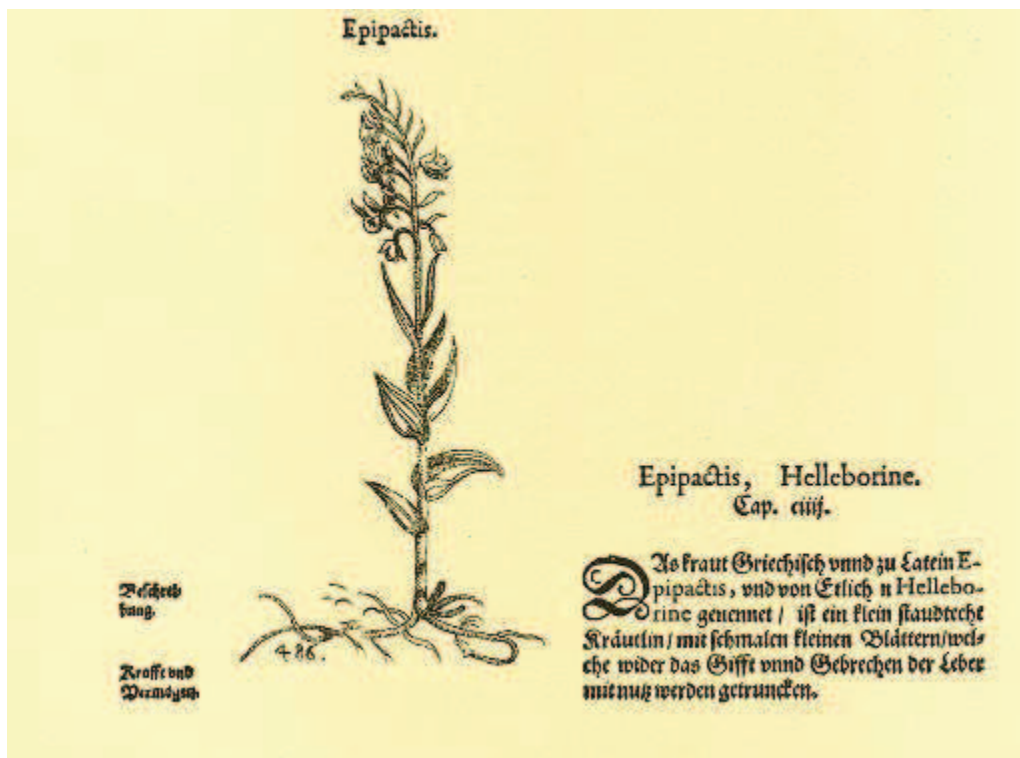 Epipactis.
Epipactis, Helleborine.
Cap. ciiij.
DAs kraut Griechisch vnnd zu Latein E-
pipactis, vnd von Etlich n Hellebo-
rine genennet / ist ein klein staudtecht
Kräutlin / mit schmalen kleinen Blättern / wel-
che wider das Gifft vnnd Gebrechen der Leber
mit nutz werden getruncken.
Beschrei-
bung.
Krafft vnd
Vermögen.
486.